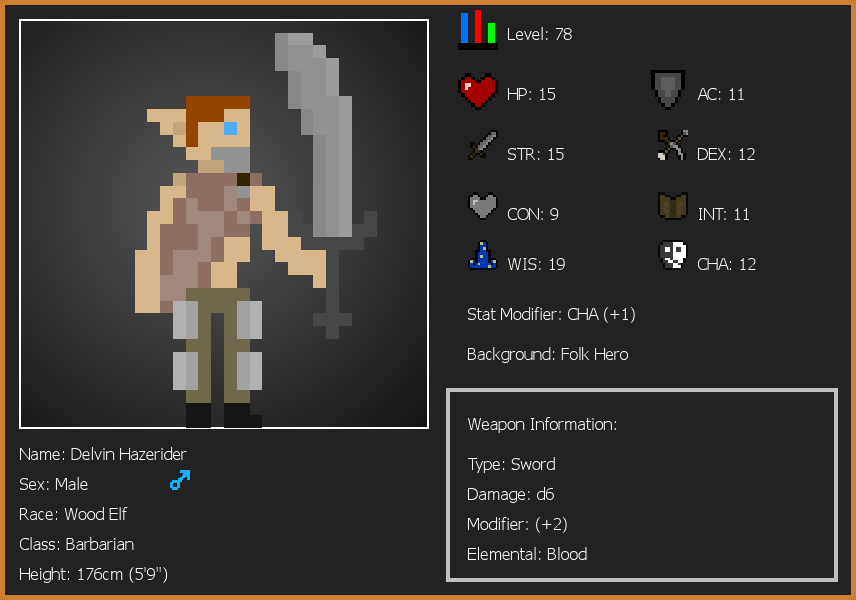 Level: 78
HP: 15
AC: 11
STR: 15
DEX: 12
CON: 9
INT: 11
WIS: 19
CHA: 12
Stat Modifier: CHA (+1)
Background: Folk Hero
Name: Delvin Hazerider
Sex: Male
Race: Wood Elf
Class: Barbarian
Height: 176cm (5'9")
Weapon Information:
Type: Sword
Damage: d6
Modifier: (+2)
Elemental: Blood